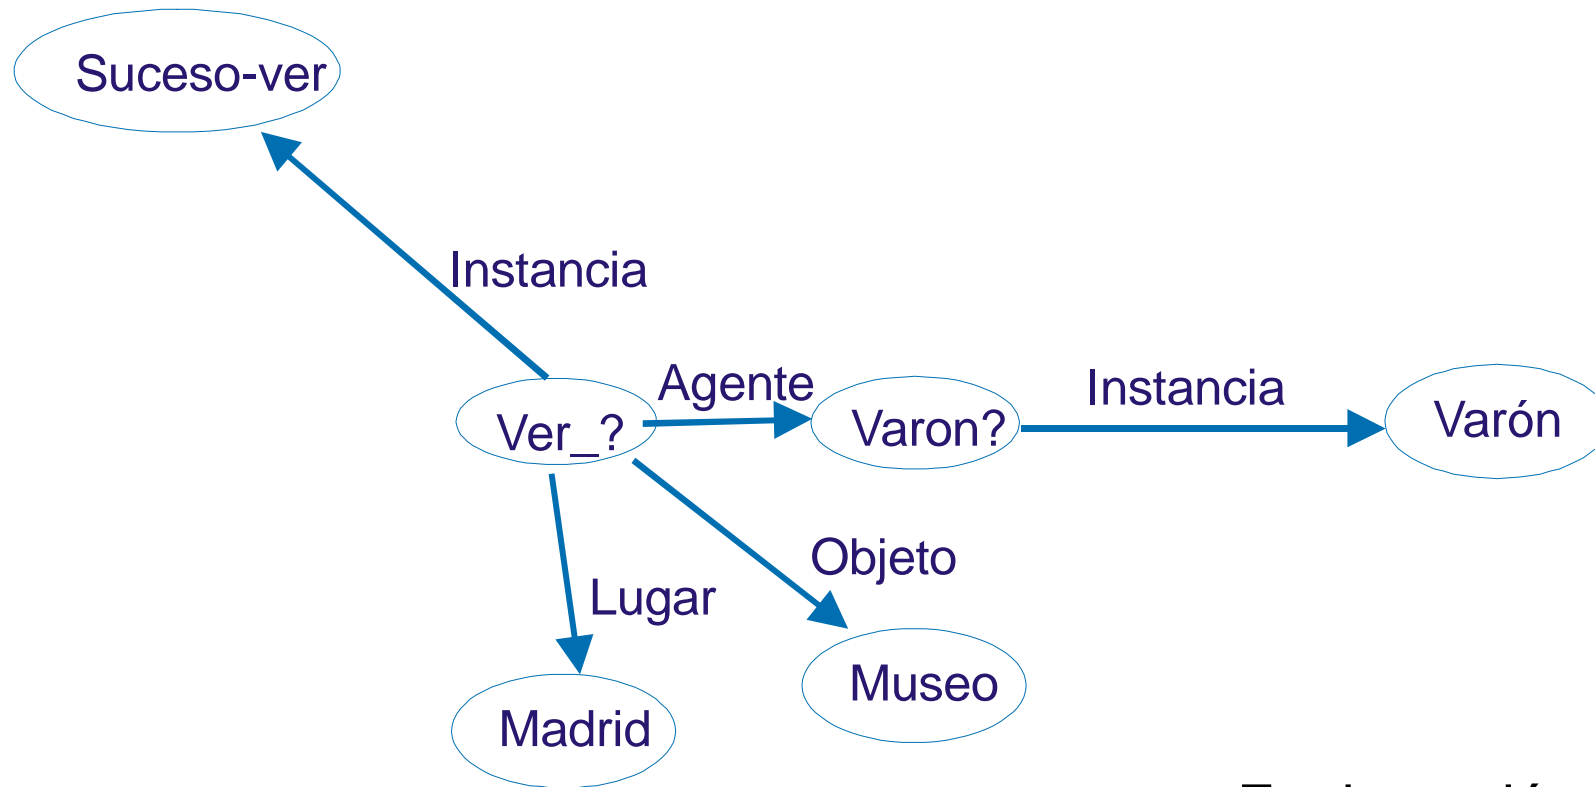 Suceso-ver
Instancia
Agente
Instancia
Ver_?
Varon?
Varón
Objeto
Lugar
Museo
Madrid